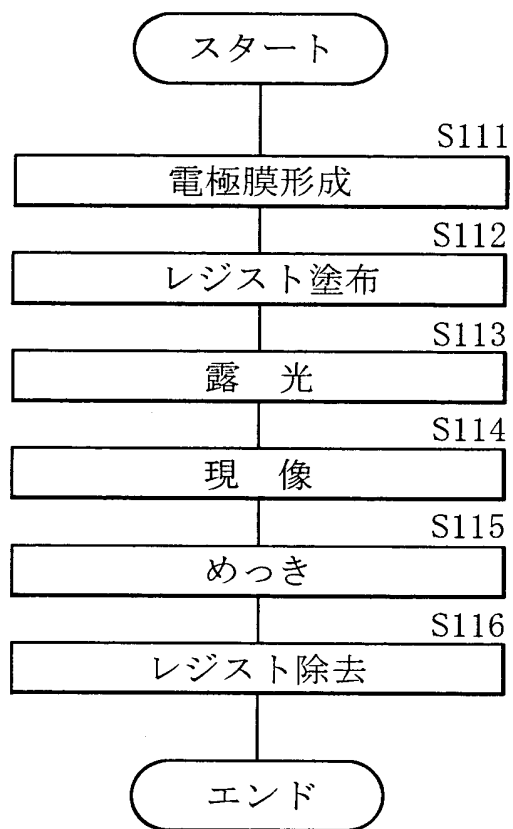 スタート
S111
電極膜形成
S112
レジスト塗布
S113
露 光
S114
現 像
S115
めっき
S116
レジスト除去
エンド